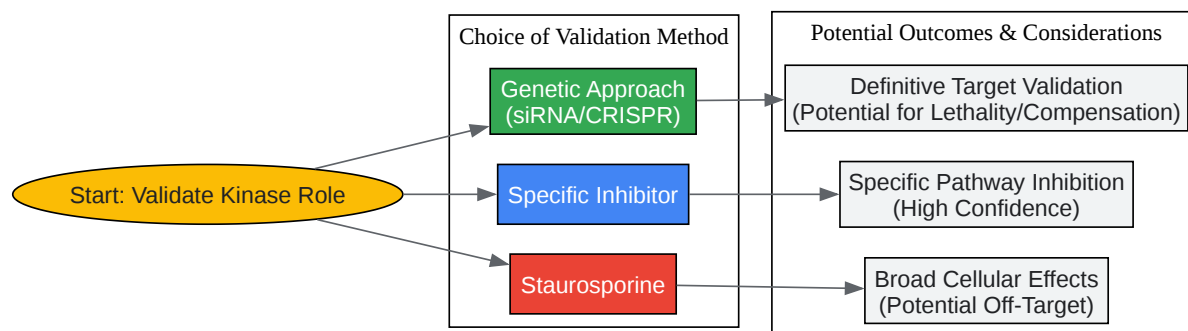 Choice of Validation Method
Potential Outcomes & Considerations
Genetic Approach
(siRNA/CRISPR)
Definitive Target Validation
(Potential for Lethality/Compensation)
Start: Validate Kinase Role
Specific Inhibitor
Specific Pathway Inhibition
(High Confidence)
Staurosporine
Broad Cellular Effects
(Potential Off-Target)